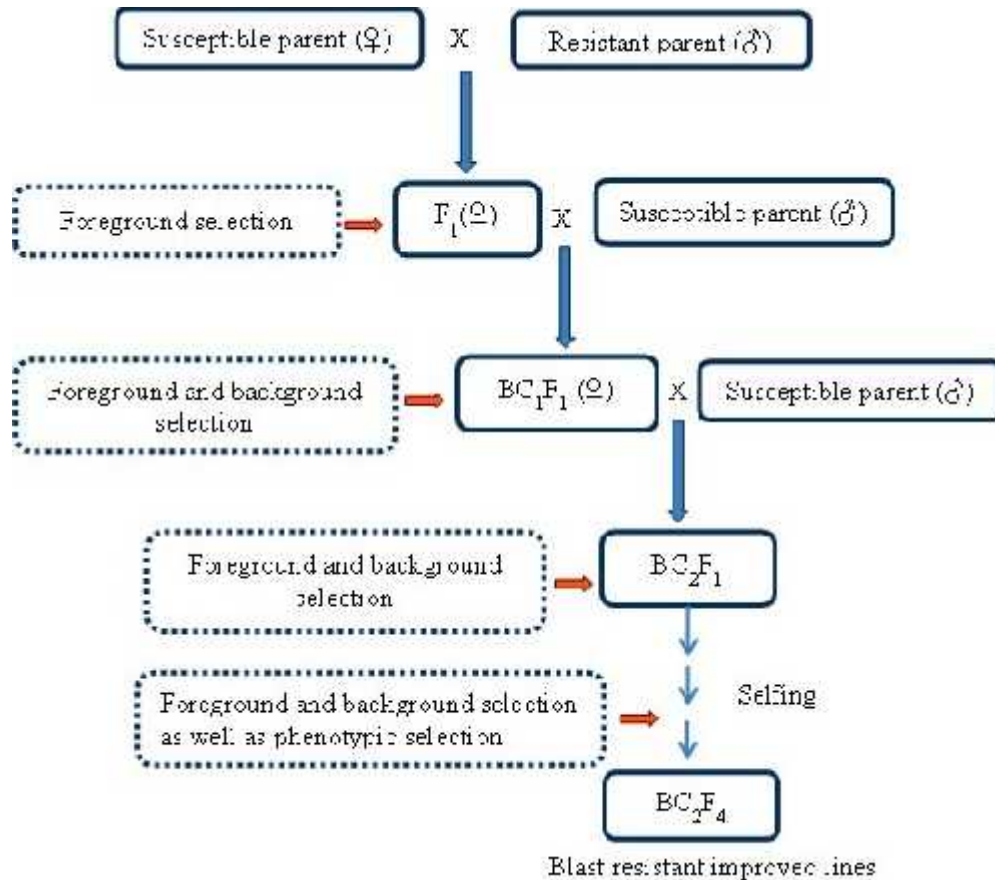 Susceptible parent (♀) X Resistant parent (♂)
Foreground selection
F1(♀) X Susceptible parent (♂)
Foreground and background
selection
BC1F1 (♀) X Susceptible parent (♂)
Foreground and background
selection
BC2F1
Selfing
Foreground and background selection
as well as phenotypic selection
BC2F4
Blast resistant improved lines